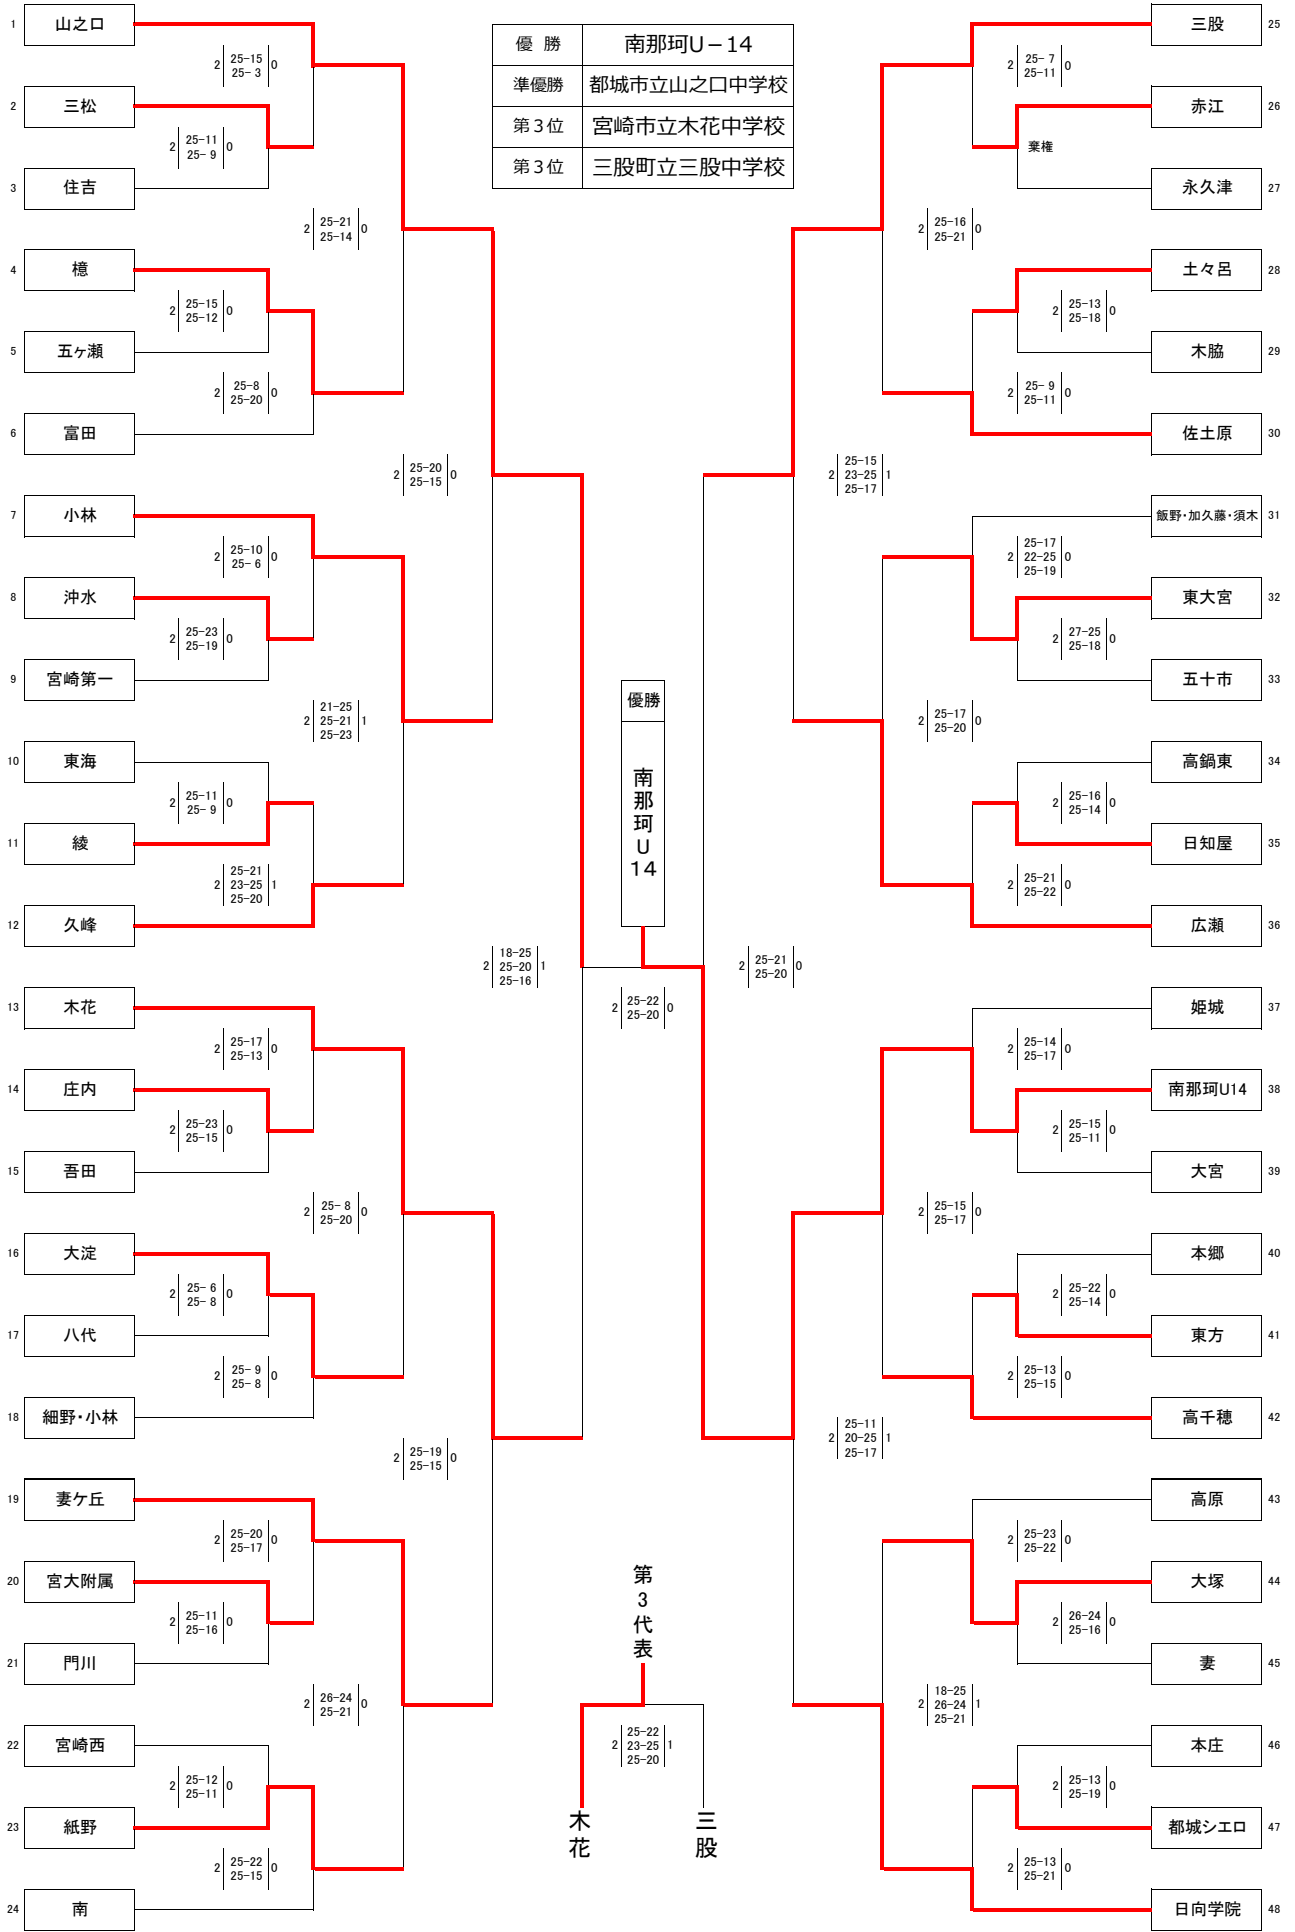 優 勝 南那珂U－14
準優勝 都城市立山之口中学校
第３位 宮崎市立木花中学校
第３位 三股町立三股中学校
1 山之口
2 25-15 0
25- 3
2 三松
2 25-11 0
25- 9
3 住吉
2 25-21 0
25-14
4 檍
2 25-15 0
25-12
5 五ヶ瀬
2 25-8 0
25-20
6 富田
2 25-20 0
25-15
7 小林
2 25-10 0
25- 6
8 沖水
2 25-23 0
25-19
9 宮崎第一
21-25
2 25-21 1
25-23
10 東海
2 25-11 0
25- 9
11 綾
25-21
2 23-25 1
25-20
12 久峰
18-25
2 25-20 1
25-16
13 木花
2 25-17 0
25-13
14 庄内
2 25-23 0
25-15
15 吾田
2 25- 8 0
25-20
16 大淀
2 25- 6 0
25- 8
17 八代
2 25- 9 0
25- 8
18 細野・小林
2 25-19 0
25-15
19 妻ケ丘
2 25-20 0
25-17
20 宮大附属
2 25-11 0
25-16
21 門川
2 26-24 0
25-21
22 宮崎西
2 25-12 0
25-11
23 紙野
2 25-22 0
25-15
24 南
優勝
南那珂U14
2 25-22 0
25-20
第3代表
25-22
2 23-25 1
25-20
木花
三股
三股 25
2 25- 7 0
25-11
赤江 26
棄権
永久津 27
2 25-16 0
25-21
土々呂 28
2 25-13 0
25-18
木脇 29
2 25- 9 0
25-11
佐土原 30
25-15
2 23-25 1
25-17
飯野・加久藤・須木 31
25-17
2 22-25 0
25-19
東大宮 32
2 27-25 0
25-18
五十市 33
2 25-17 0
25-20
高鍋東 34
2 25-16 0
25-14
日知屋 35
2 25-21 0
25-22
広瀬 36
2 25-21 0
25-20
姫城 37
2 25-14 0
25-17
南那珂U14 38
2 25-15 0
25-11
大宮 39
2 25-15 0
25-17
本郷 40
2 25-22 0
25-14
東方 41
2 25-13 0
25-15
高千穂 42
25-11
2 20-25 1
25-17
高原 43
2 25-23 0
25-22
大塚 44
2 26-24 0
25-16
妻 45
18-25
2 26-24 1
25-21
本庄 46
2 25-13 0
25-19
都城シエロ 47
2 25-13 0
25-21
日向学院 48